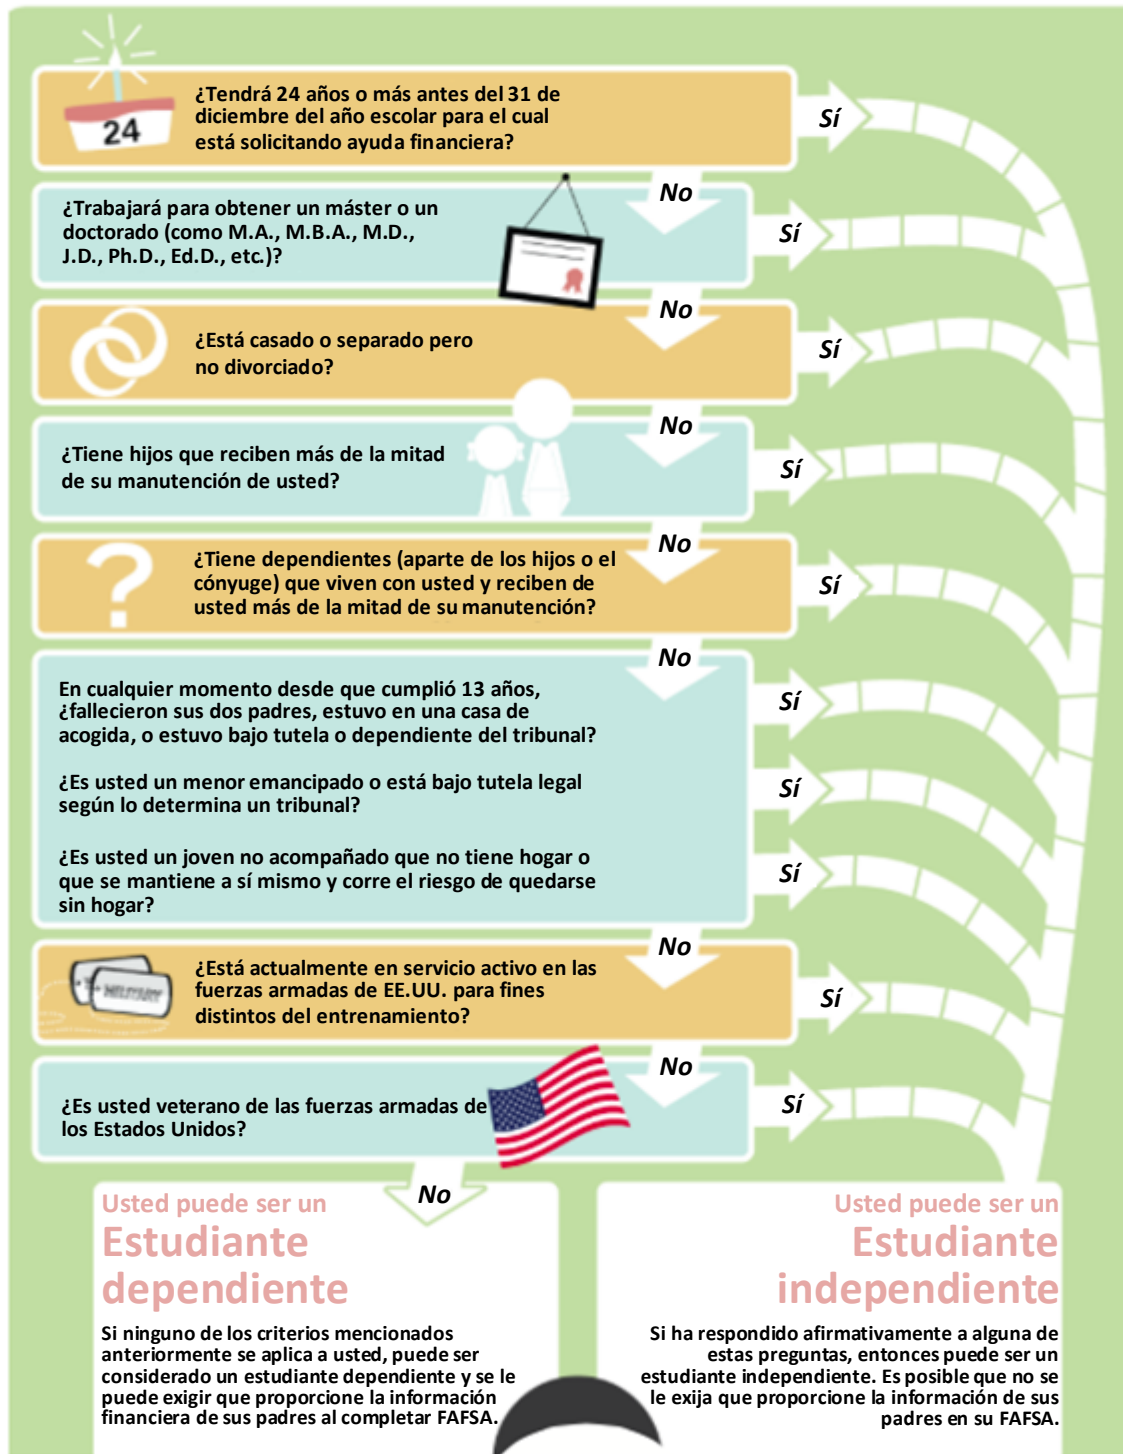 24
¿Tendrá 24 años o más antes del 31 de
diciembre del año escolar para el cual
está solicitando ayuda financiera?
Sí
No
¿Trabajará para obtener un máster o un
doctorado (como M.A., M.B.A., M.D.,
J.D., Ph.D., Ed.D., etc.)?
Sí
No
¿Está casado o separado pero
no divorciado?
Sí
No
¿Tiene hijos que reciben más de la mitad
de su manutención de usted?
Sí
No
?
¿Tiene dependientes (aparte de los hijos o el
cónyuge) que viven con usted y reciben de
usted más de la mitad de su manutención?
Sí
No
En cualquier momento desde que cumplió 13 años,
¿fallecieron sus dos padres, estuvo en una casa de
acogida, o estuvo bajo tutela o dependiente del tribunal?
Sí
¿Es usted un menor emancipado o está bajo tutela legal
según lo determina un tribunal?
Sí
¿Es usted un joven no acompañado que no tiene hogar o
que se mantiene a sí mismo y corre el riesgo de quedarse
sin hogar?
Sí
No
MILITARY
¿Está actualmente en servicio activo en las
fuerzas armadas de EE.UU. para fines
distintos del entrenamiento?
Sí
No
¿Es usted veterano de las fuerzas armadas de
los Estados Unidos?
Sí
No
Usted puede ser un
Estudiante
dependiente
Si ninguno de los criterios mencionados
anteriormente se aplica a usted, puede ser
considerado un estudiante dependiente y se le
puede exigir que proporcione la información
financiera de sus padres al completar FAFSA.
Usted puede ser un
Estudiante
independiente
Si ha respondido afirmativamente a alguna de
estas preguntas, entonces puede ser un
estudiante independiente. Es posible que no se
le exija que proporcione la información de sus
padres en su FAFSA.